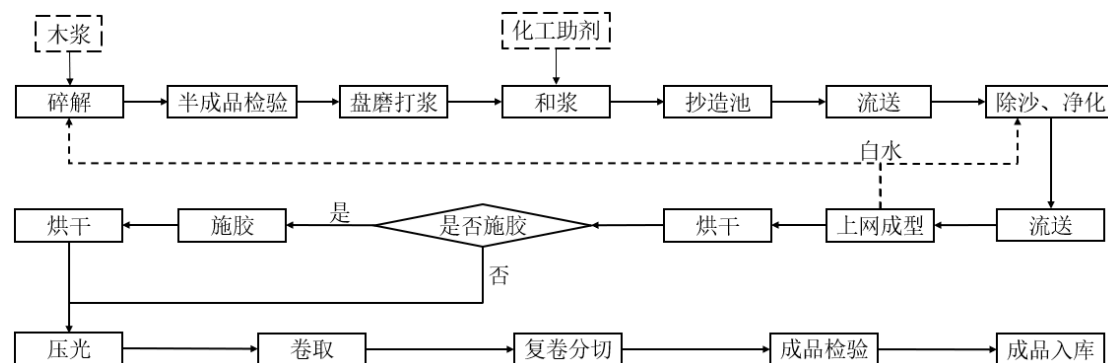 木浆
化工助剂
碎解
半成品检验
盘磨打浆
和浆
抄造池
流送
除沙、净化
白水
烘干
施胶
是
是否施胶
烘干
上网成型
流送
否
压光
卷取
复卷分切
成品检验
成品入库